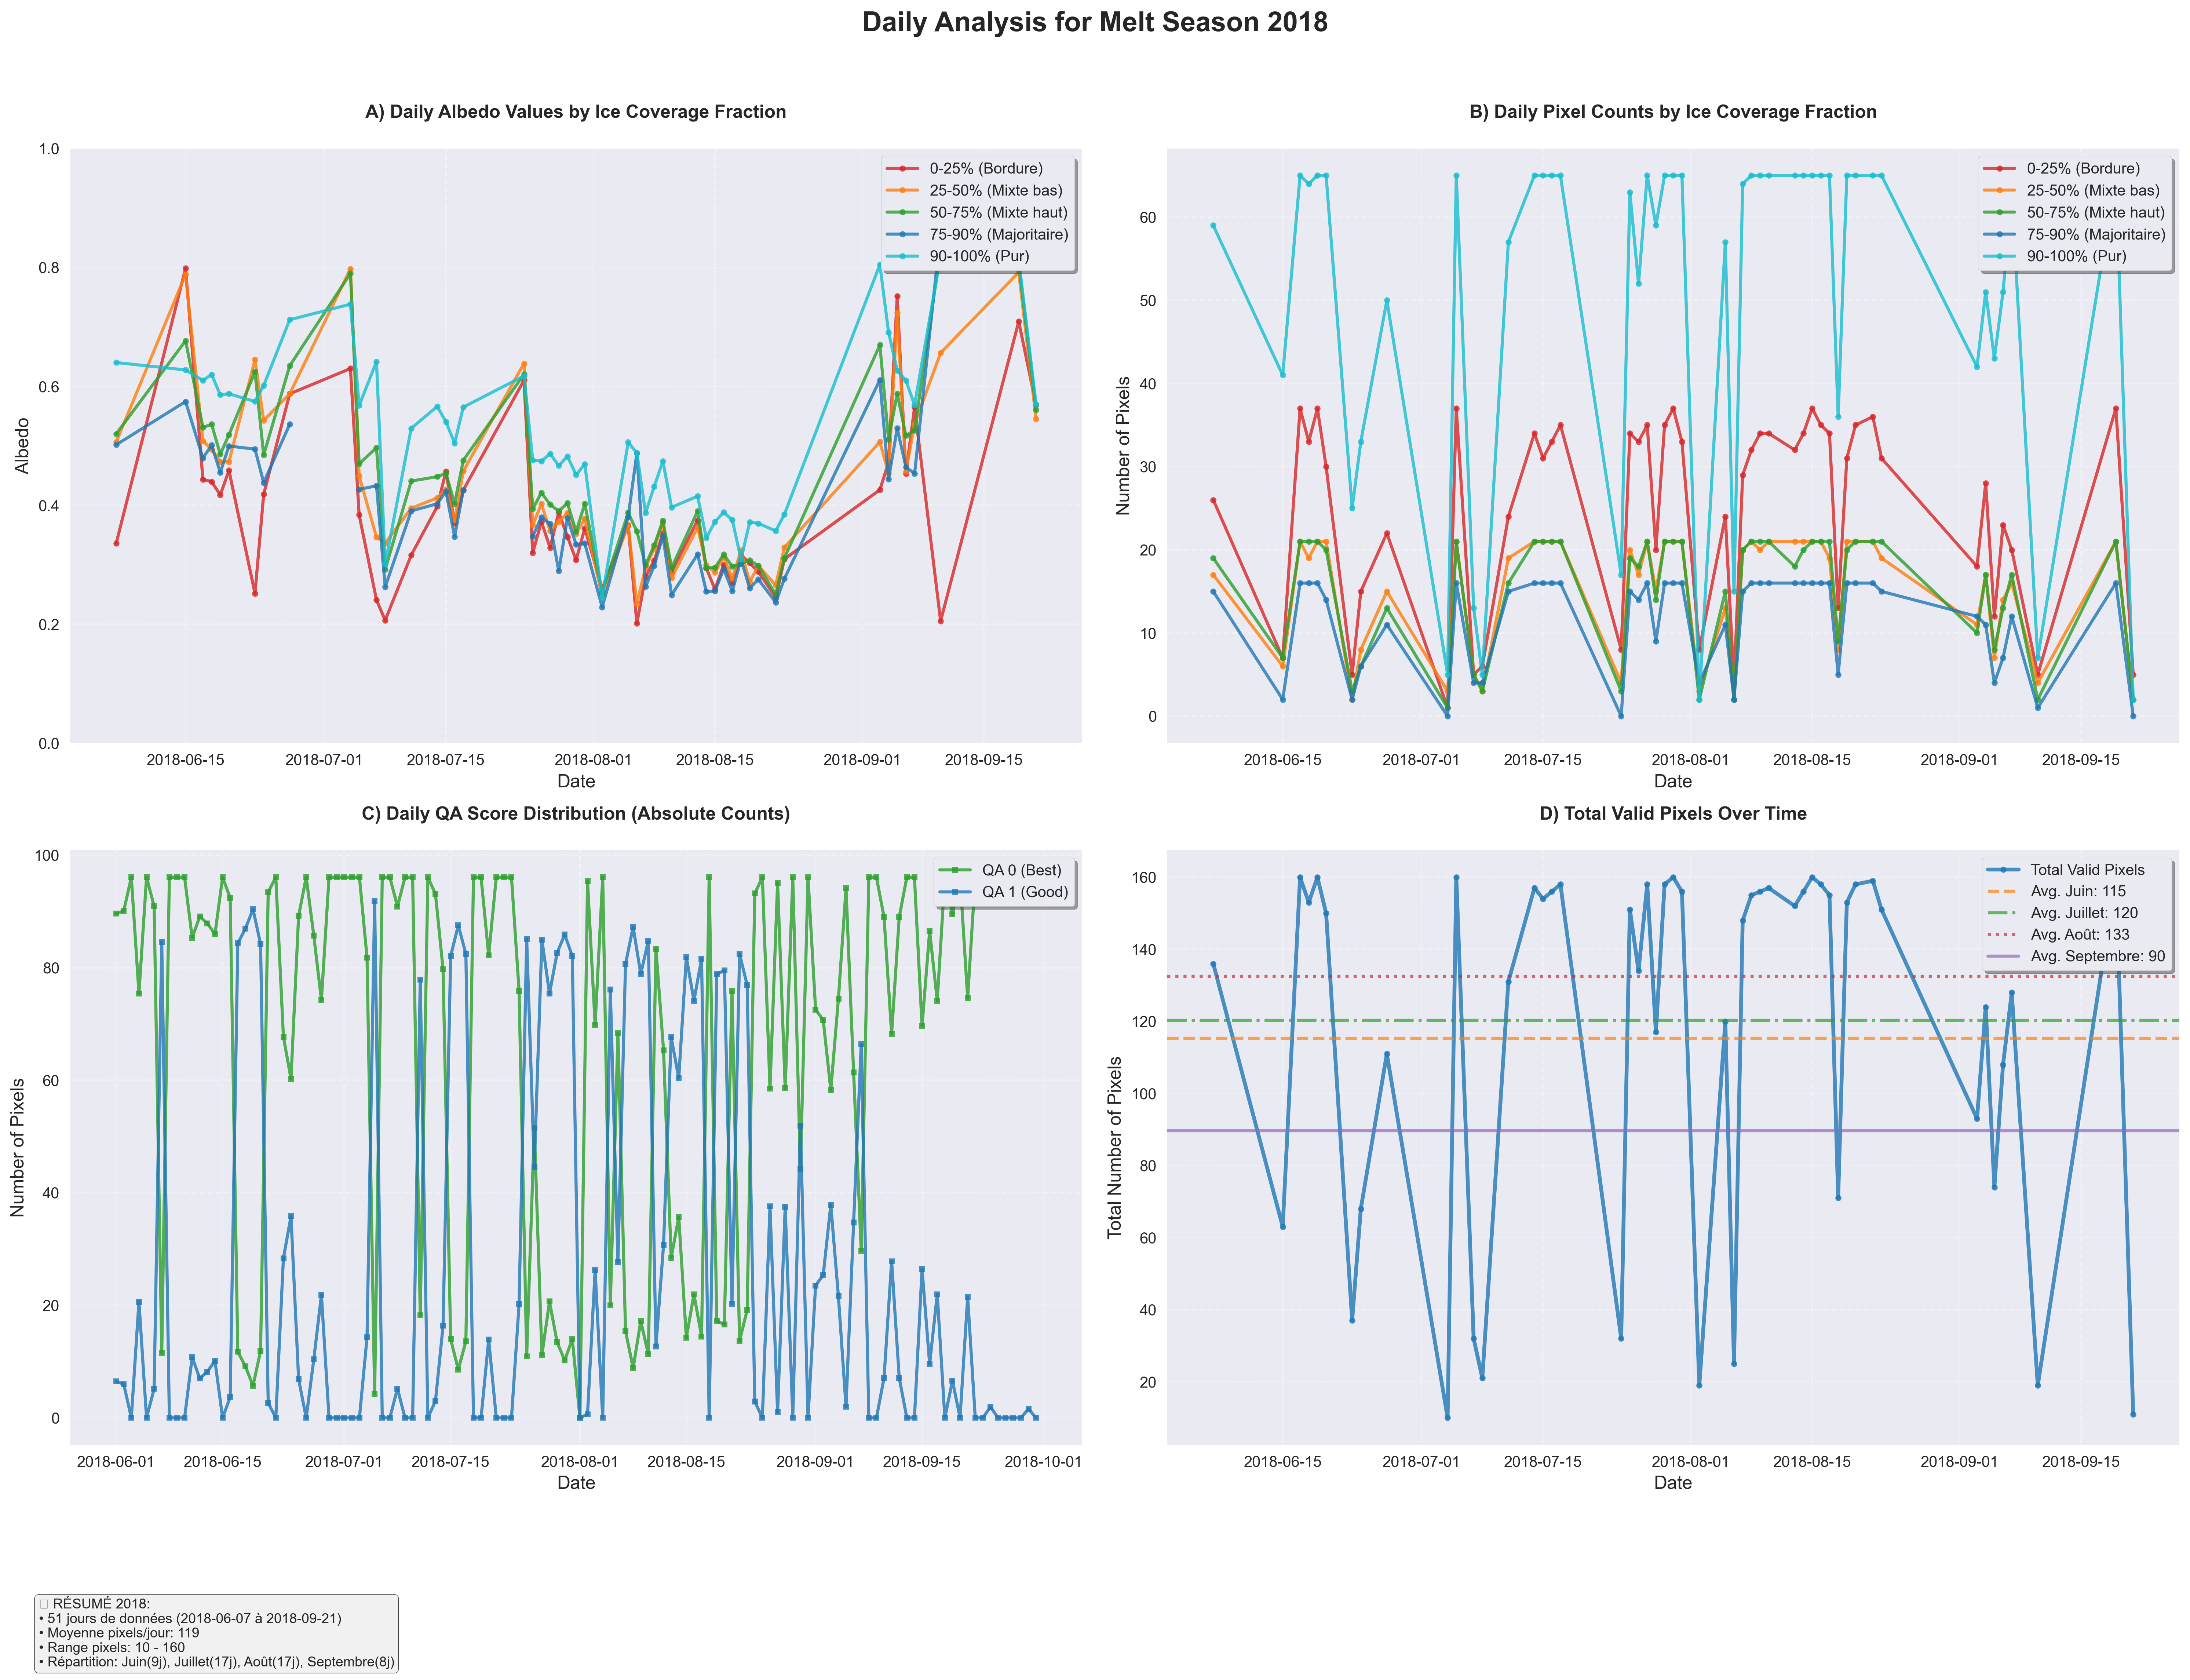 Daily Analysis for Melt Season 2018
A) Daily Albedo Values by Ice Coverage Fraction
1.0
0.8
0.6
0.4
0.2
0.0
Albedo
0-25% (Bordure)
25-50% (Mixte bas)
50-75% (Mixte haut)
75-90% (Majoritaire)
90-100% (Pur)
2018-06-15
2018-07-01
2018-07-15
2018-08-01
2018-08-15
2018-09-01
2018-09-15
Date
B) Daily Pixel Counts by Ice Coverage Fraction
60
50
40
30
20
10
0
Number of Pixels
0-25% (Bordure)
25-50% (Mixte bas)
50-75% (Mixte haut)
75-90% (Majoritaire)
90-100% (Pur)
2018-06-15
2018-07-01
2018-07-15
2018-08-01
2018-08-15
2018-09-01
2018-09-15
Date
C) Daily QA Score Distribution (Absolute Counts)
100
80
60
40
20
0
Number of Pixels
QA 0 (Best)
QA 1 (Good)
2018-06-01
2018-06-15
2018-07-01
2018-07-15
2018-08-01
2018-08-15
2018-09-01
2018-09-15
2018-10-01
Date
D) Total Valid Pixels Over Time
160
140
120
100
80
60
40
20
Total Number of Pixels
Total Valid Pixels
Avg. Juin: 115
Avg. Juillet: 120
Avg. Août: 133
Avg. Septembre: 90
2018-06-15
2018-07-01
2018-07-15
2018-08-01
2018-08-15
2018-09-01
2018-09-15
Date
RÉSUMÉ 2018:
• 51 jours de données (2018-06-07 à 2018-09-21)
• Moyenne pixels/jour: 119
• Range pixels: 10 - 160
• Répartition: Juin(9j), Juillet(17j), Août(17j), Septembre(8j)